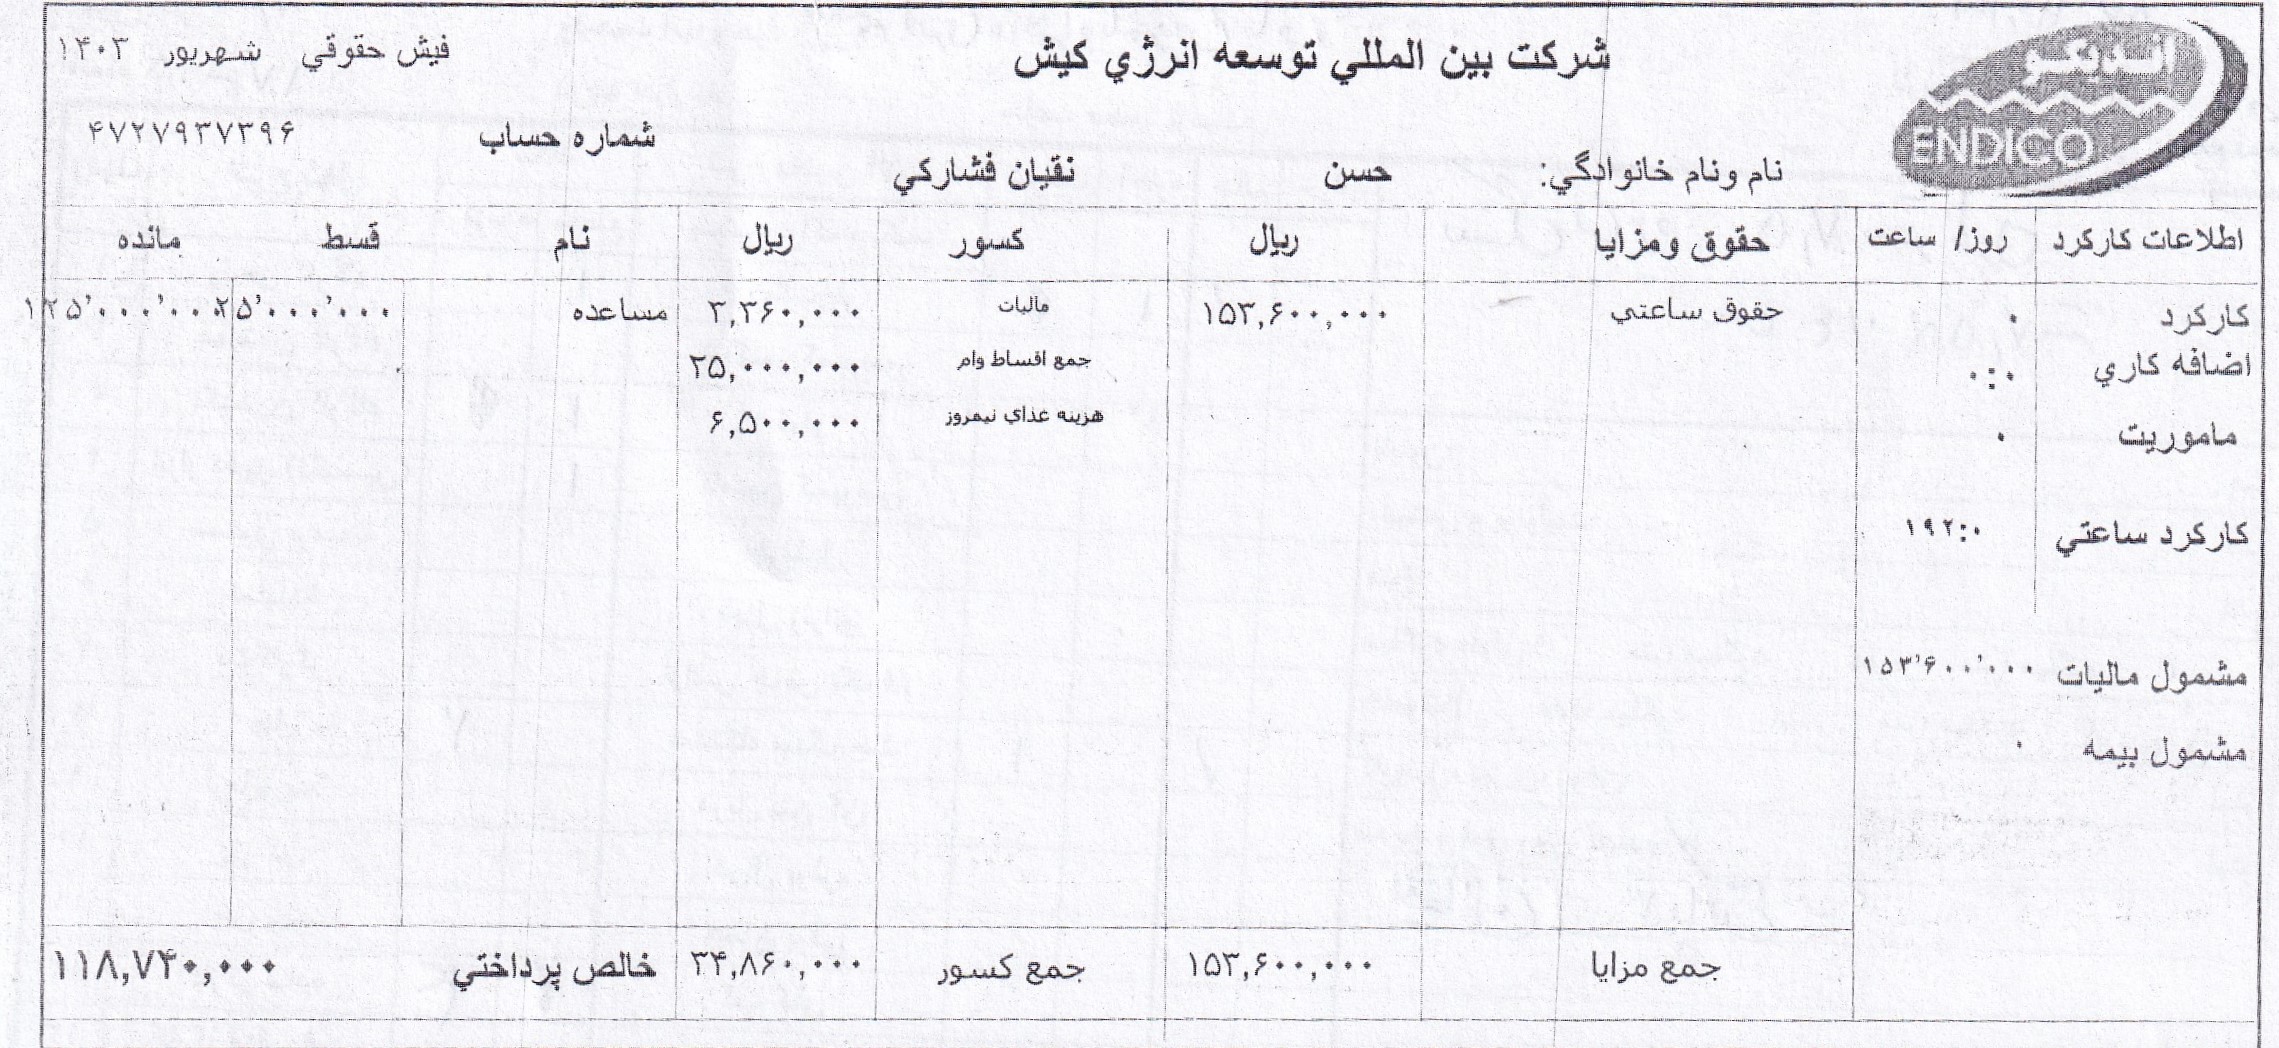 انديكو
ENDICO
شركت بين المللي توسعه انرژي كيش
فيش حقوقي شهريور ۱۴۰۳
نام ونام خانوادگي: حسن نقيان فشاركي
شماره حساب ۴۷۲۷۹۳۷۳۹۶
اطلاعات كاركرد روز/ ساعت حقوق ومزايا ريال كسور ريال نام قسط مانده
كاركرد ۰ حقوق ساعتي ۱۵۳,۶۰۰,۰۰۰ ماليات ۳,۳۶۰,۰۰۰ مساعده ۲۵'۰۰۰'۰۰۰ ۱۲۵'۰۰۰'۰۰۰
اضافه كاري ۰:۰ جمع اقساط وام ۲۵,۰۰۰,۰۰۰
ماموريت ۰ هزينه غذاي نيمروز ۶,۵۰۰,۰۰۰
كاركرد ساعتي ۱۹۲:۰
مشمول ماليات ۱۵۳'۶۰۰'۰۰۰
مشمول بيمه ۰
جمع مزايا ۱۵۳,۶۰۰,۰۰۰ جمع كسور ۳۴,۸۶۰,۰۰۰ خالص پرداختي ۱۱۸,۷۴۰,۰۰۰